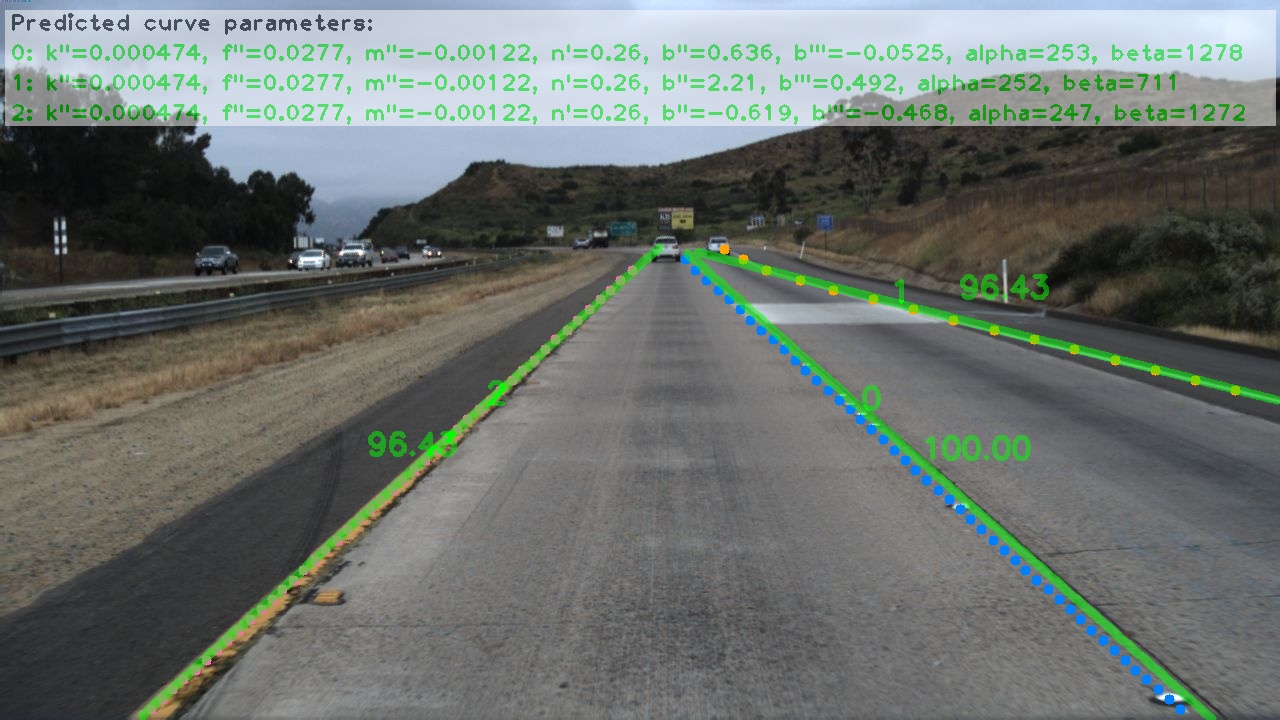 Predicted curve parameters:
0: k''=0.000474, f''=0.0277, m''=-0.00122, n'=0.26, b''=0.636, b'''=-0.0525, alpha=253, beta=1278
1: k''=0.000474, f''=0.0277, m''=-0.00122, n'=0.26, b''=2.21, b'''=0.492, alpha=252, beta=711
2: k''=0.000474, f''=0.0277, m''=-0.00122, n'=0.26, b''=-0.619, b'''=-0.468, alpha=247, beta=1272
1 96.43
2
0
96.43
100.00